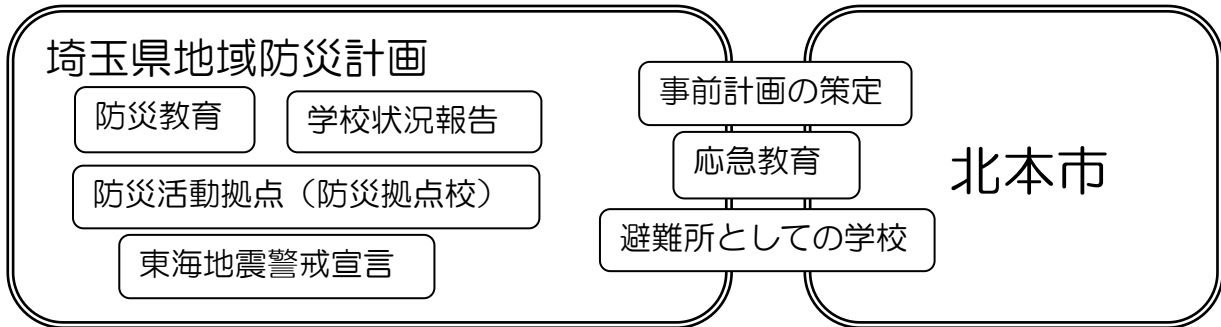 埼玉県地域防災計画
防災教育
学校状況報告
防災活動拠点（防災拠点校）
東海地震警戒宣言
事前計画の策定
応急教育
避難所としての学校
北本市